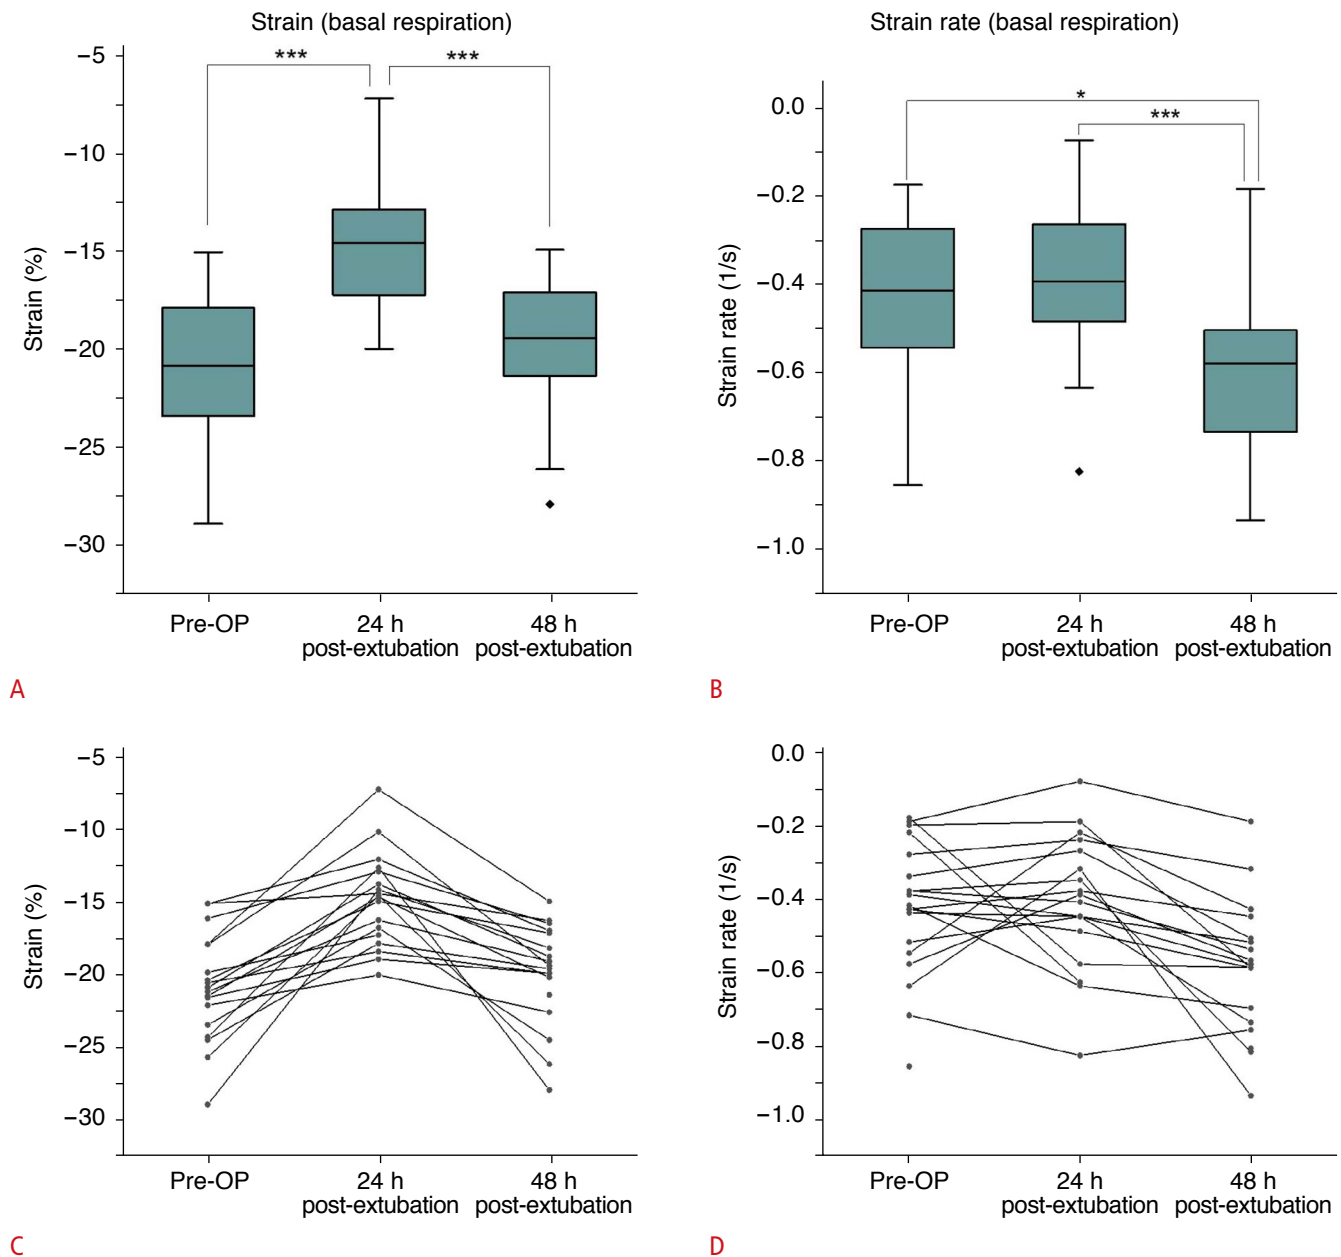 Strain (basal respiration)
−5
−10
−15
−20
−25
−30
Strain (%)
***
***
Pre-OP
24 h
post-extubation
48 h
post-extubation
A
Strain rate (basal respiration)
0.0
−0.2
−0.4
−0.6
−0.8
−1.0
Strain rate (1/s)
*
***
Pre-OP
24 h
post-extubation
48 h
post-extubation
B
−5
−10
−15
−20
−25
−30
Strain (%)
Pre-OP
24 h
post-extubation
48 h
post-extubation
C
0.0
−0.2
−0.4
−0.6
−0.8
−1.0
Strain rate (1/s)
Pre-OP
24 h
post-extubation
48 h
post-extubation
D